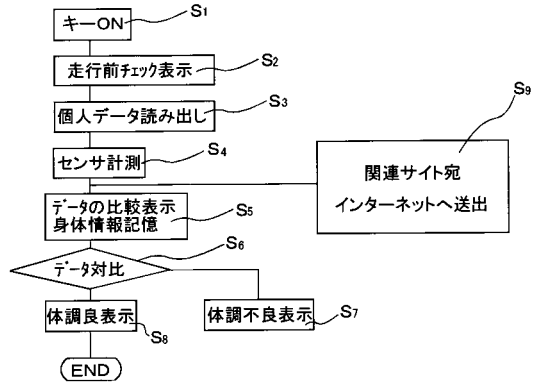 キーON S1
走行前チェック表示 S2
個人データ読み出し S3
センサ計測 S4
S9
関連サイト宛
インターネットへ送出
データの比較表示
身体情報記憶 S5
データ対比 S6
体調良表示 S8
体調不良表示 S7
END